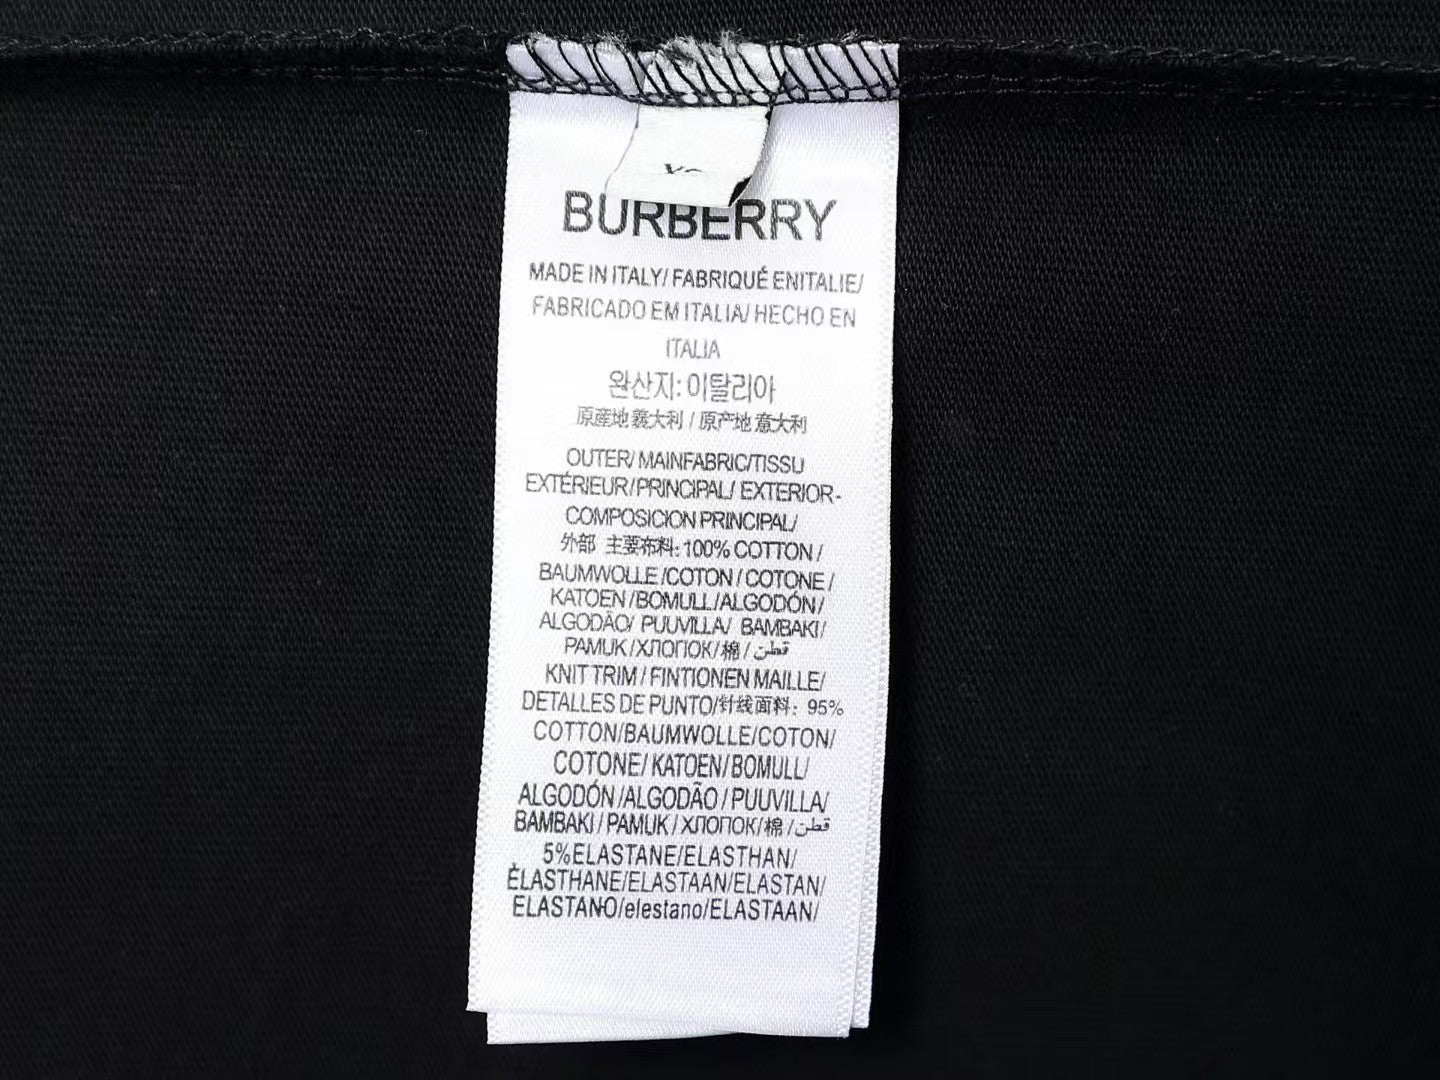 BURBERRY
MADE IN ITALY/ FABRIQUÉ ENITALIE/
FABRICADO EM ITALIA/ HECHO EN
ITALIA
완산지: 이탈리아
原產地義大利 / 原产地意大利
OUTER/ MAINFABRIC/TISSU
EXTÉRIEUR/PRINCIPAL/ EXTERIOR-
COMPOSICION PRINCIPAL/
外部 主要布料: 100% COTTON /
BAUMWOLLE /COTON / COTONE /
KATOEN /BOMULL/ALGODÓN/
ALGODÃO/ PUUVILLA/ BAMBAKI/
PAMUK /ХЛОПОК/棉 / قطن
KNIT TRIM / FINTIONEN MAILLE/
DETALLES DE PUNTO/针线面料: 95%
COTTON/BAUMWOLLE/COTON/
COTONE/ KATOEN/BOMULL/
ALGODÓN /ALGODÃO / PUUVILLA/
BAMBAKI / PAMUK / ХЛОПОК/棉 / قطن
5%ELASTANE/ELASTHAN/
ÈLASTHANE/ELASTAAN/ELASTAN/
ELASTANO/elestano/ELASTAAN/